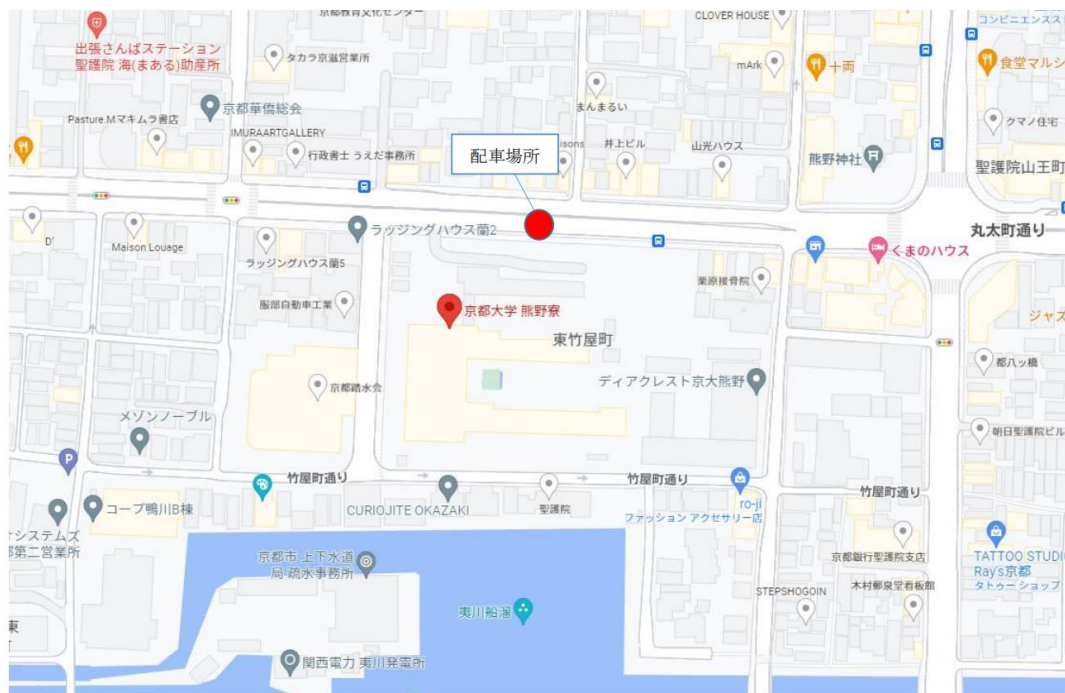 京都教育文化センター
CLOVER HOUSE
コンビニエンスス
出張さんばステーション
聖護院 海(まある)助産所
タカラ京滋営業所
mArk
十両
食堂マルシ
京都華僑総会
まんまるい
Pasture.Mマキムラ書店
クマノ住宅
IMURAARTGALLERY
行政書士 うえだ事務所
配車場所
isons
井上ビル
山光ハウス
熊野神社
聖護院山王町
D'
Maison Louage
ラッジングハウス蘭2
丸太町通り
ラッジングハウス蘭5
くまのハウス
栗原接骨院
服部自動車工業
京都大学 熊野寮
東竹屋町
ジャズ
京都踏水会
ディアクレスト京大熊野
都八ッ橋
メゾンノーブル
朝日聖護院ビル
P
竹屋町通り
竹屋町通り
竹屋町通り
コープ鴨川B棟
CURIOJITE OKAZAKI
聖護院
ro-ji
ファッション アクセサリー店
オシステムズ
部第二営業所
京都市 上下水道
局 疏水事務所
京都銀行聖護院支店
TATTOO STUDI
Ray's京都
タトゥー ショップ
夷川船溜
STEPSHOGOIN
木村郵泉堂看板館
東
関西電力 夷川発電所